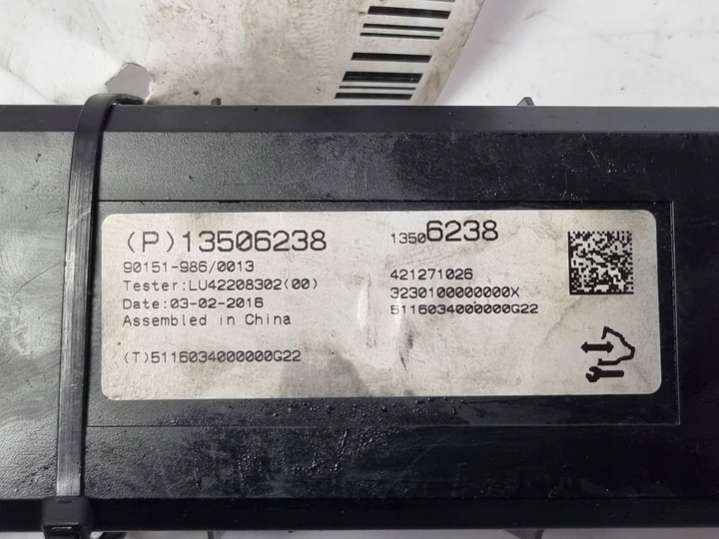 (P)13506238
90151-986/0013
Tester:LU42208302(00)
Date:03-02-2016
Assembled in China
(T)5116034000000G22
13506238
421271026
3230100000000X
5116034000000G22